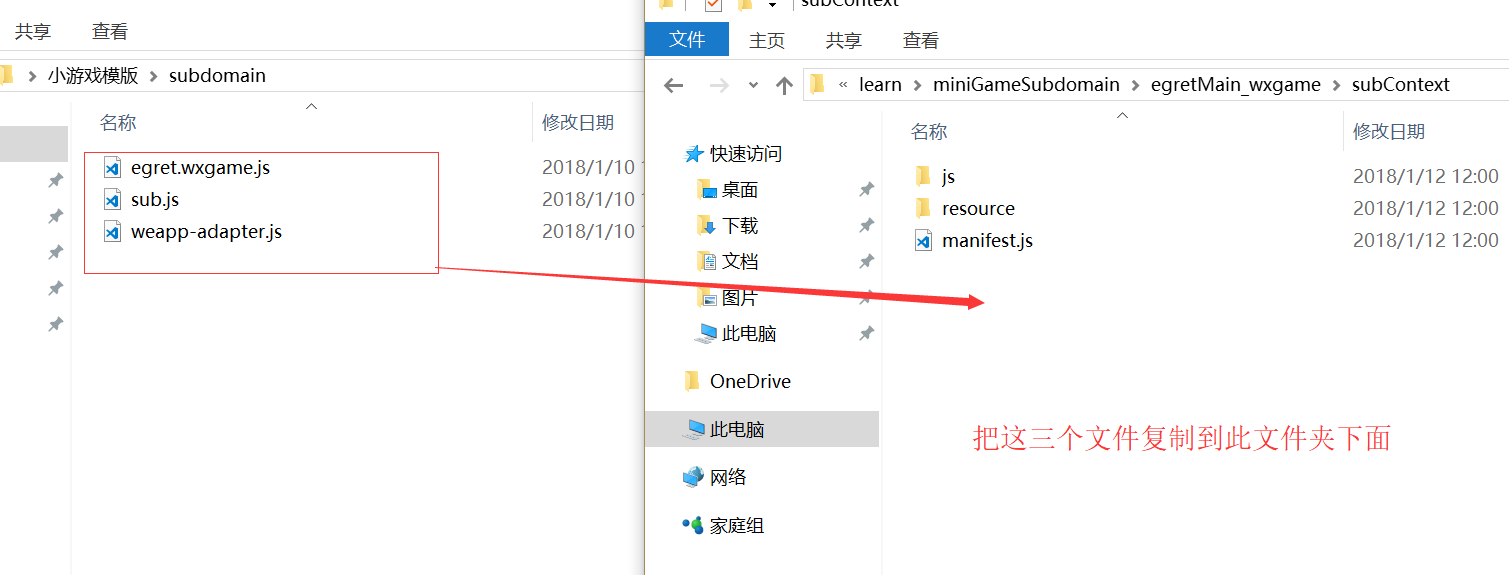 共享 查看
小游戏模版 subdomain
名称 修改日期
egret.wxgame.js 2018/1/10
sub.js 2018/1/10
weapp-adapter.js 2018/1/10
subContext
文件 主页 共享 查看
« learn miniGameSubdomain egretMain_wxgame subContext
名称 修改日期
快速访问
桌面
下载
文档
图片
此电脑
OneDrive
此电脑
网络
家庭组
js 2018/1/12 12:00
resource 2018/1/12 12:00
manifest.js 2018/1/12 12:00
把这三个文件复制到此文件夹下面